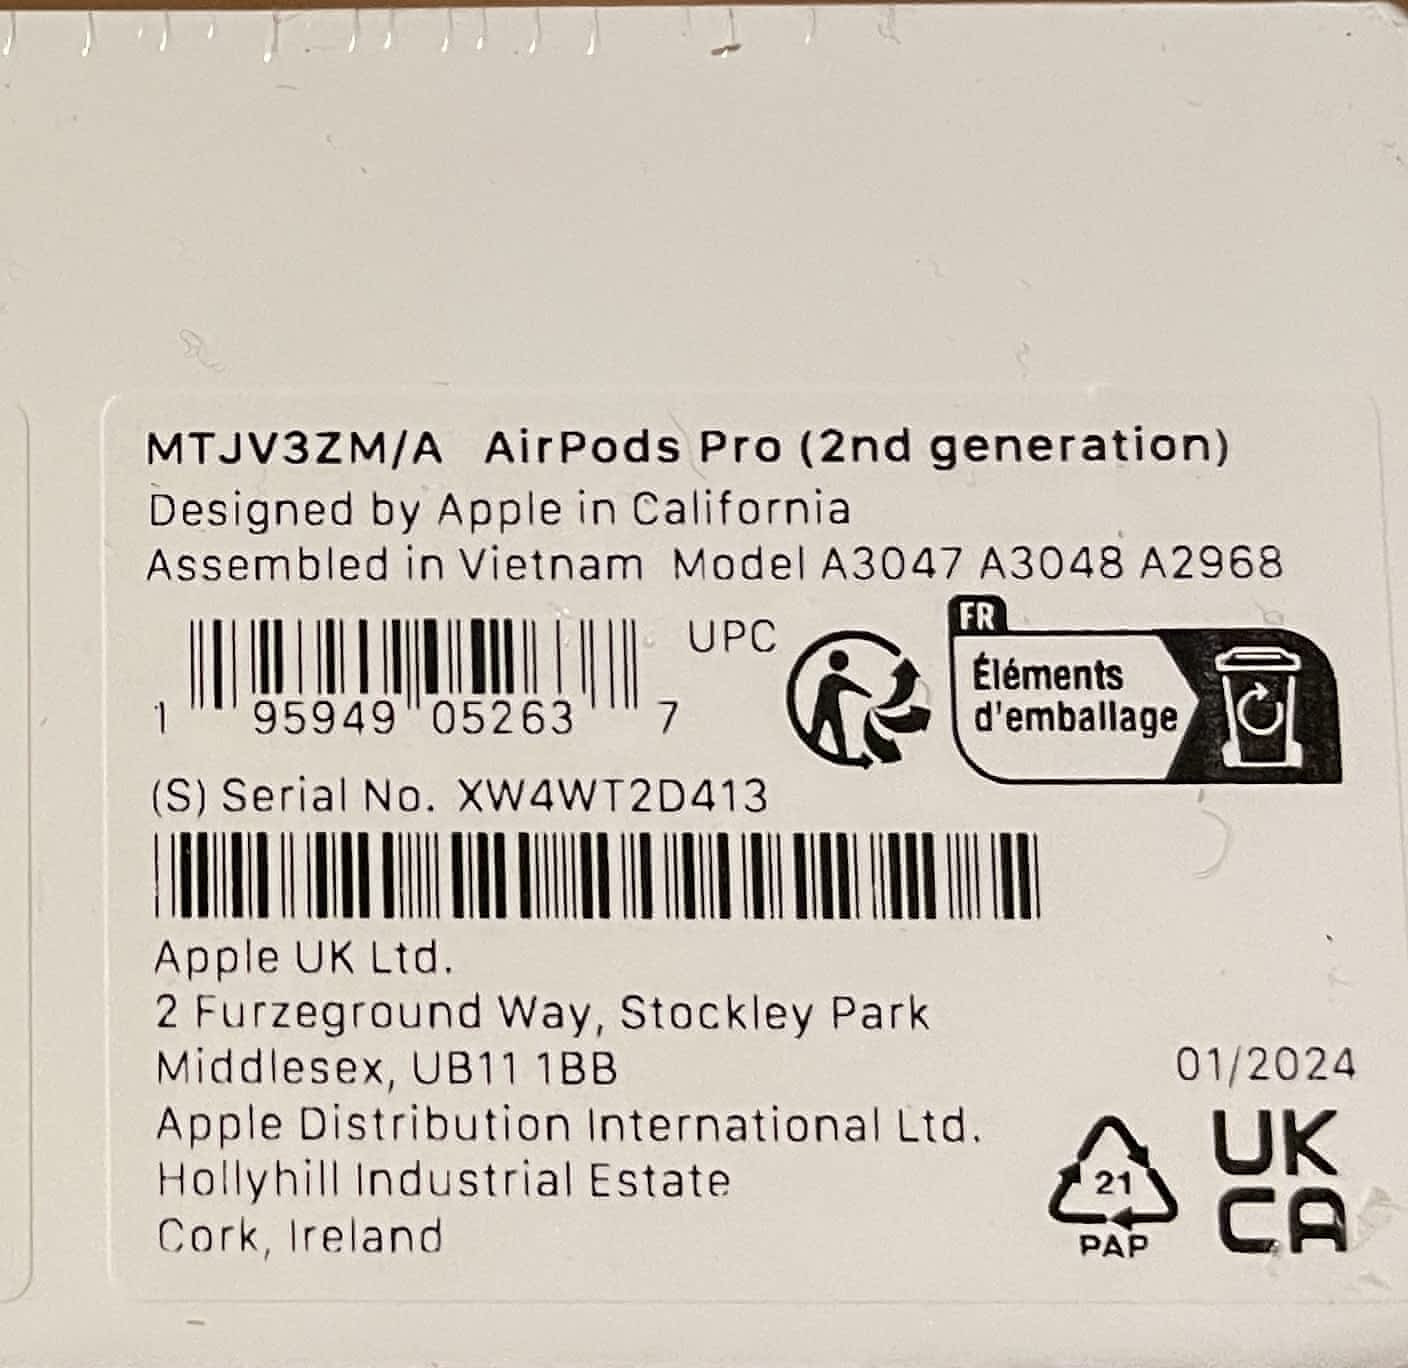 MTJV3ZM/A AirPods Pro (2nd generation)
Designed by Apple in California
Assembled in Vietnam Model A3047 A3048 A2968
UPC
1 95949 05263 7
FR
Éléments
d'emballage
(S) Serial No. XW4WT2D413
Apple UK Ltd.
2 Furzeground Way, Stockley Park
Middlesex, UB11 1BB
Apple Distribution International Ltd.
Hollyhill Industrial Estate
Cork, Ireland
01/2024
21
PAP
UK
CA